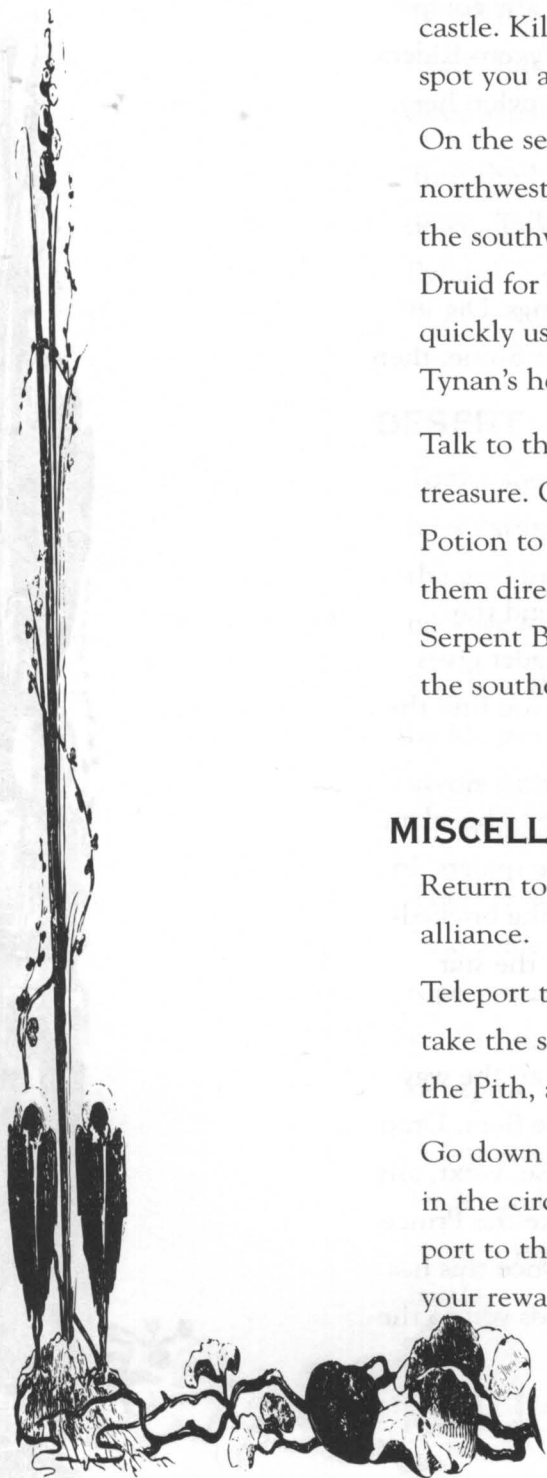 castle. Kil
spot you a
On the se
northwest
the southw
Druid for
quickly us
Tynan's he
Talk to th
treasure. C
Potion to
them dire
Serpent B
the southe
MISCELL
Return to
alliance.
Teleport t
take the s
the Pith, a
Go down
in the circ
port to th
your rewa